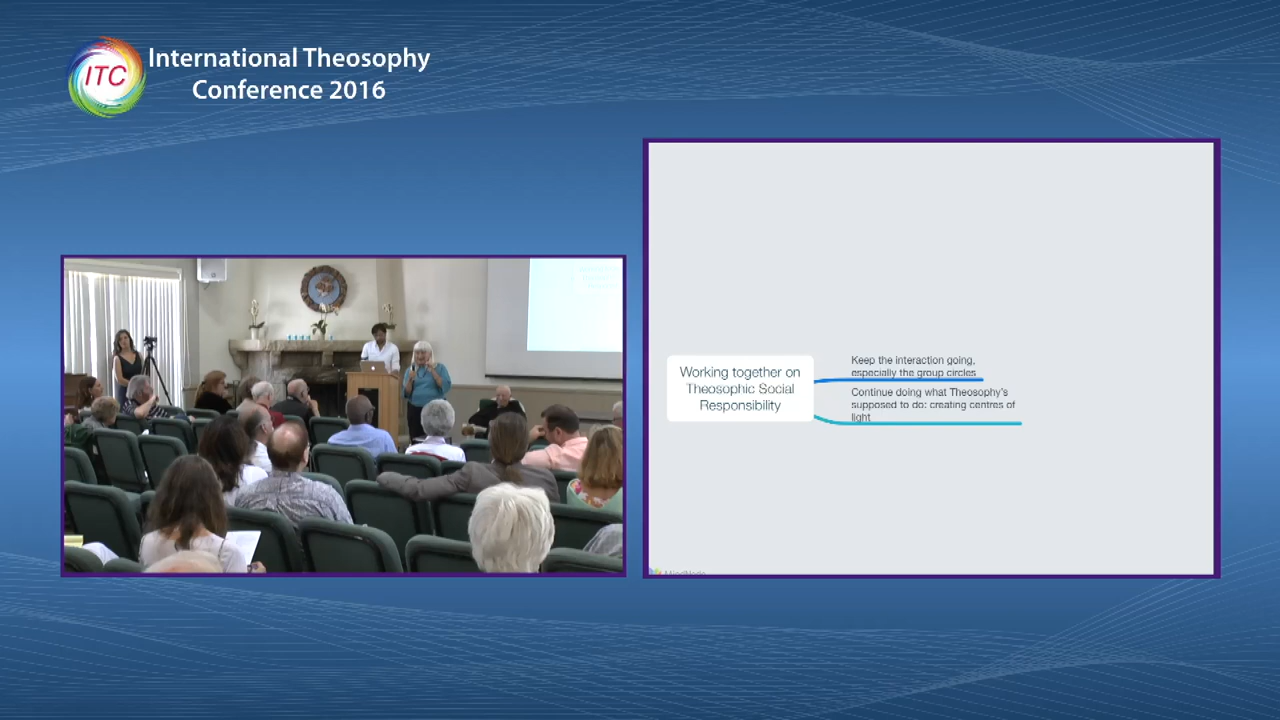 ITC
International Theosophy
Conference 2016
Working together on
Theosophic Social
Responsibility
Keep the interaction going,
especially the group circles
Continue doing what Theosophy's
supposed to do: creating centres of
light
MindNode